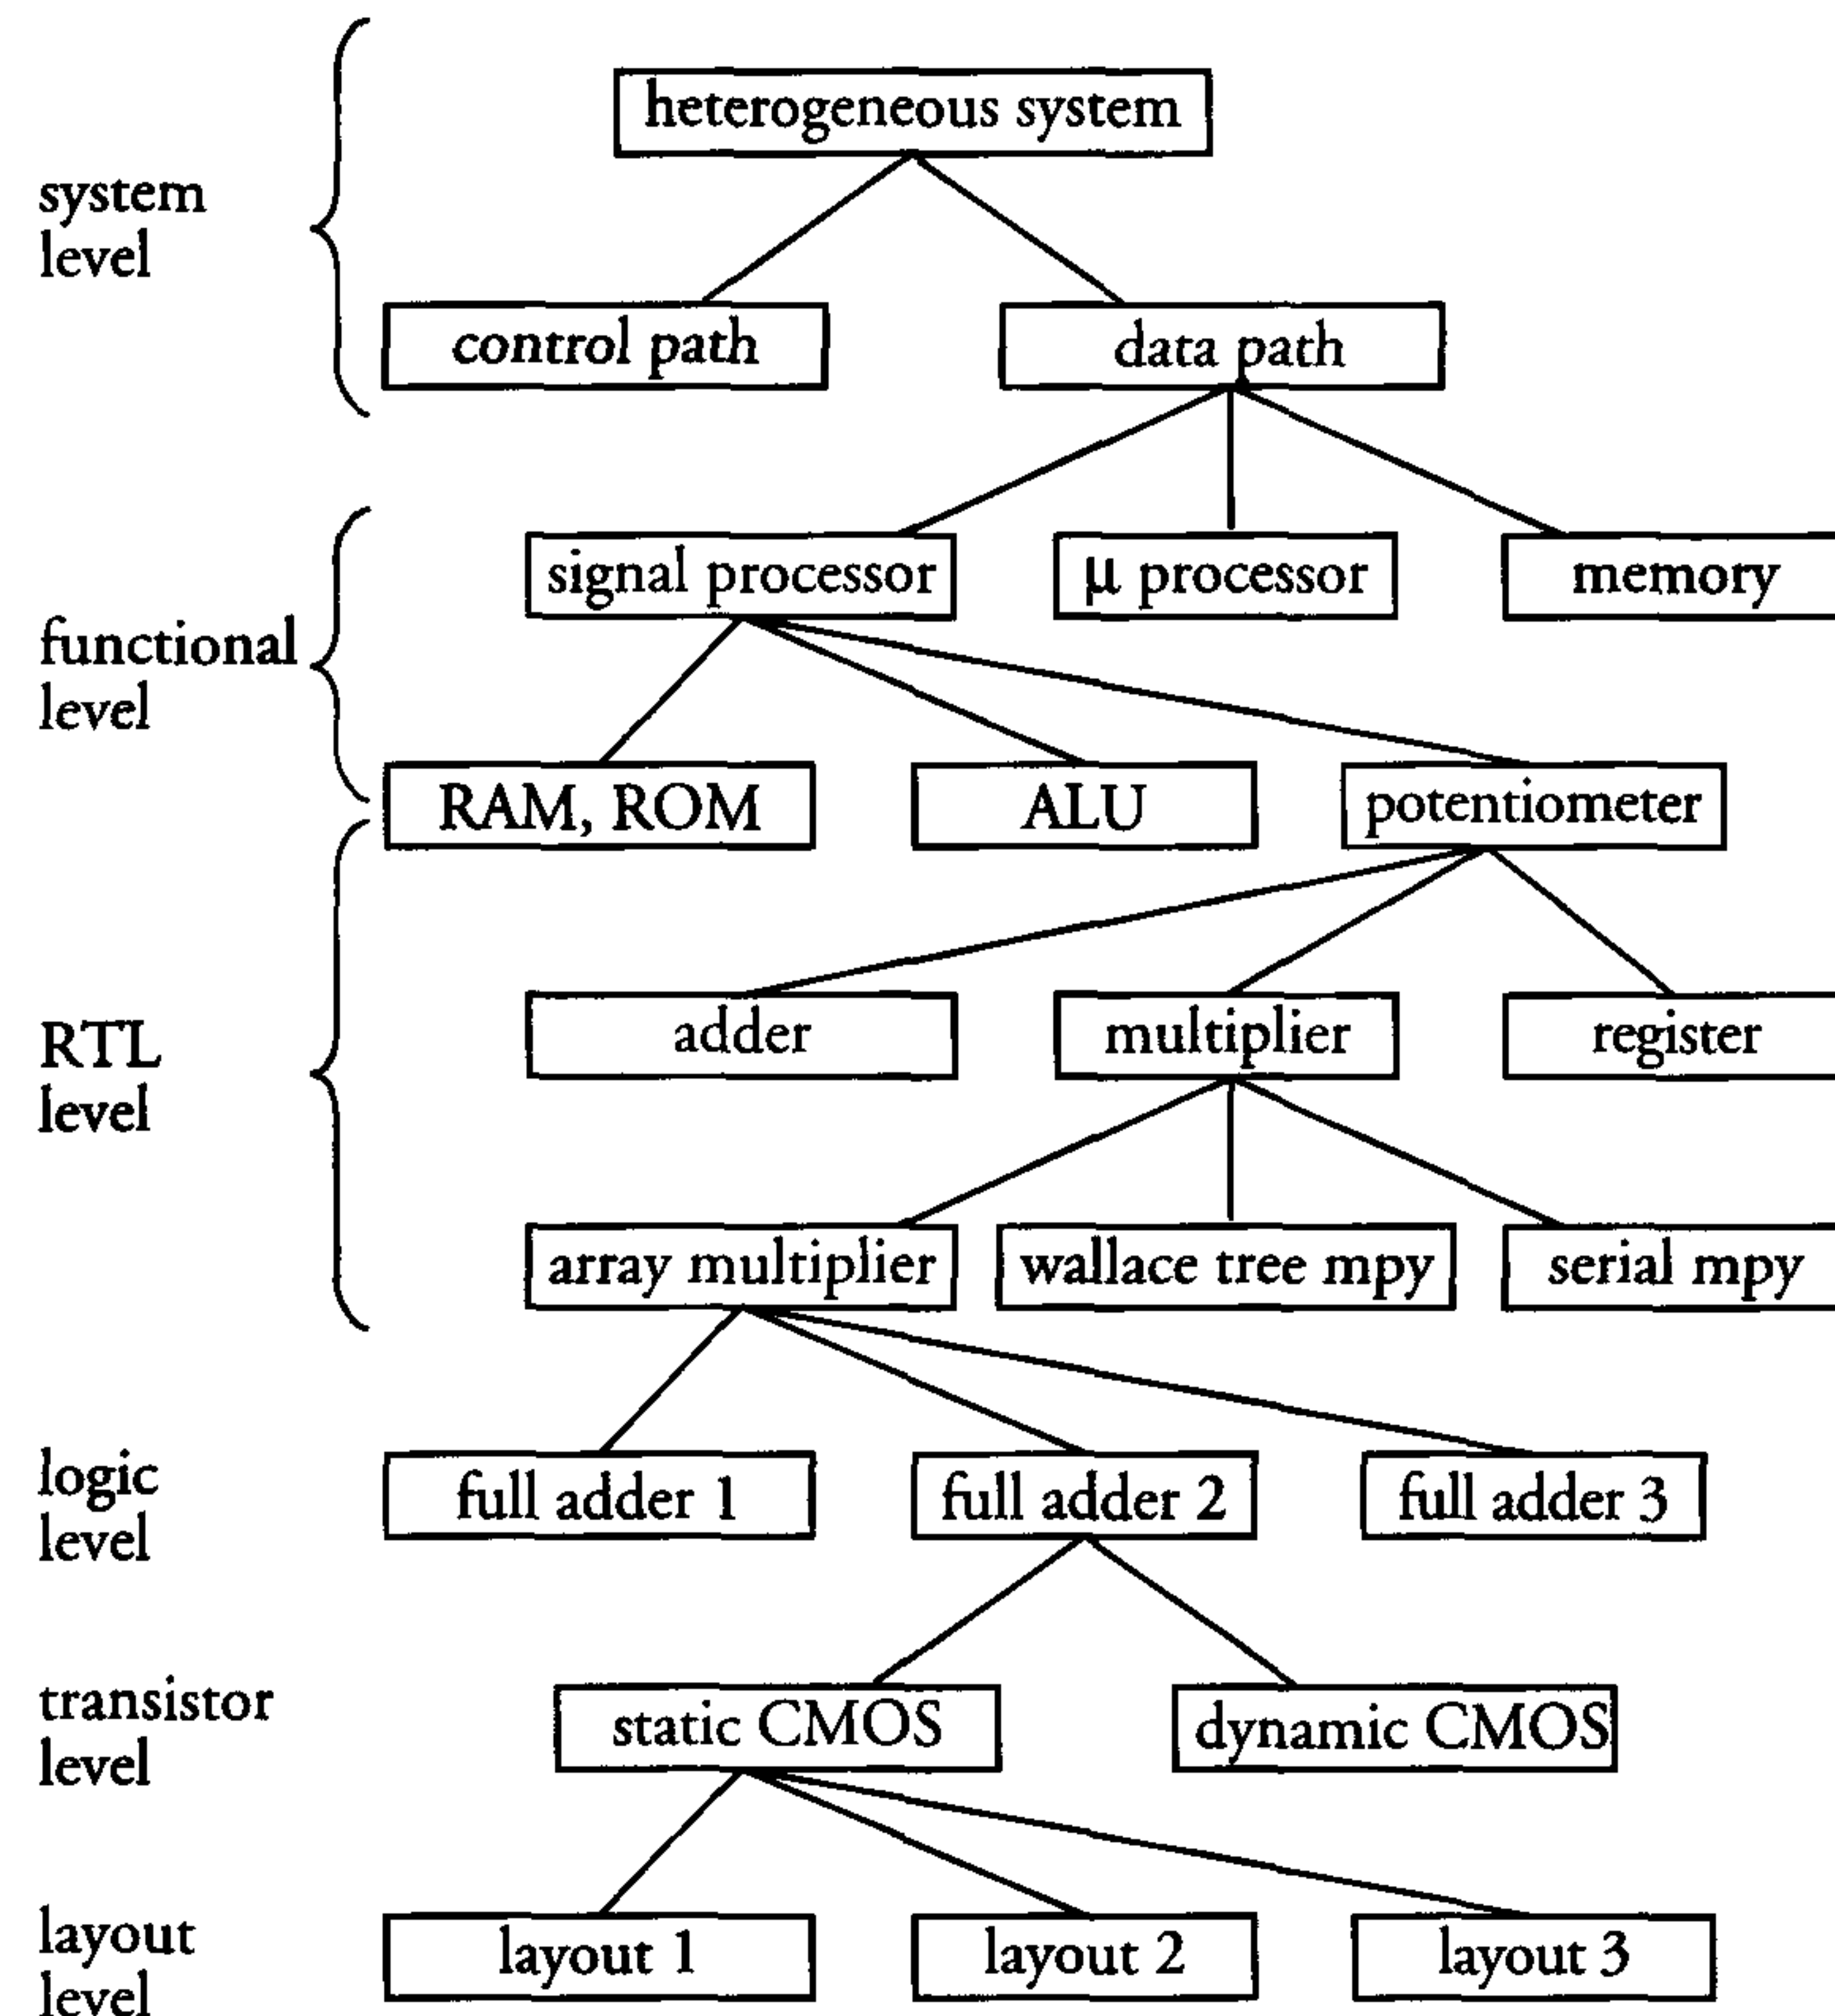 heterogeneous system
system
level
control path
data path
signal processor
μ processor
memory
functional
level
RAM, ROM
ALU
potentiometer
adder
multiplier
register
RTL
level
array multiplier
wallace tree mpy
serial mpy
logic
level
full adder 1
full adder 2
full adder 3
transistor
level
static CMOS
dynamic CMOS
layout
level
layout 1
layout 2
layout 3